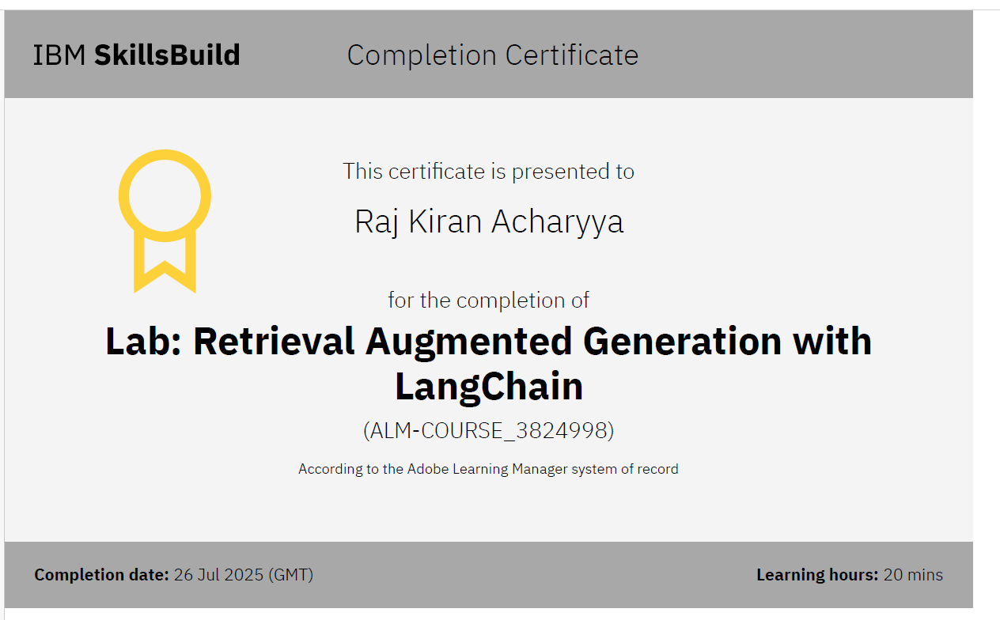 IBM SkillsBuild
Completion Certificate
This certificate is presented to
Raj Kiran Acharyya
for the completion of
Lab: Retrieval Augmented Generation with
LangChain
(ALM-COURSE_3824998)
According to the Adobe Learning Manager system of record
Completion date: 26 Jul 2025 (GMT)
Learning hours: 20 mins